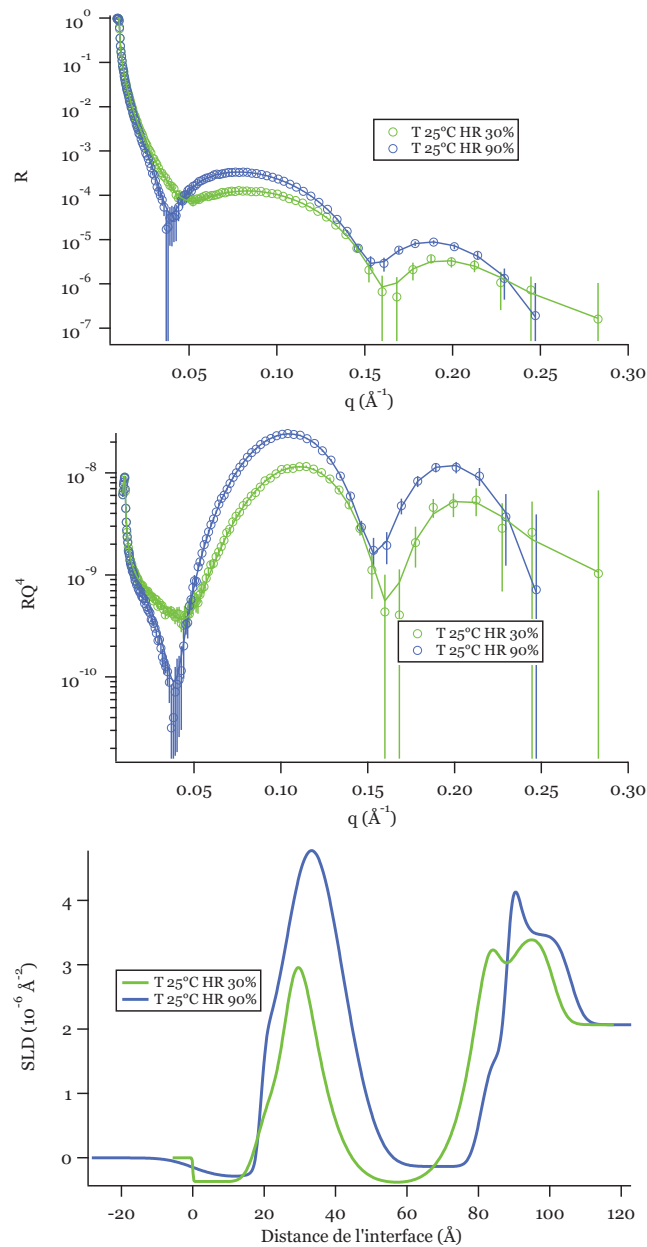 10⁰
10⁻¹
10⁻²
10⁻³
10⁻⁴
10⁻⁵
10⁻⁶
10⁻⁷
R
T 25°C HR 30%
T 25°C HR 90%
0.05 0.10 0.15 0.20 0.25 0.30
q (Å⁻¹)
10⁻⁸
10⁻⁹
10⁻¹⁰
RQ⁴
T 25°C HR 30%
T 25°C HR 90%
0.05 0.10 0.15 0.20 0.25 0.30
q (Å⁻¹)
4
3
2
1
0
SLD (10⁻⁶ Å⁻²)
T 25°C HR 30%
T 25°C HR 90%
-20 0 20 40 60 80 100 120
Distance de l'interface (Å)